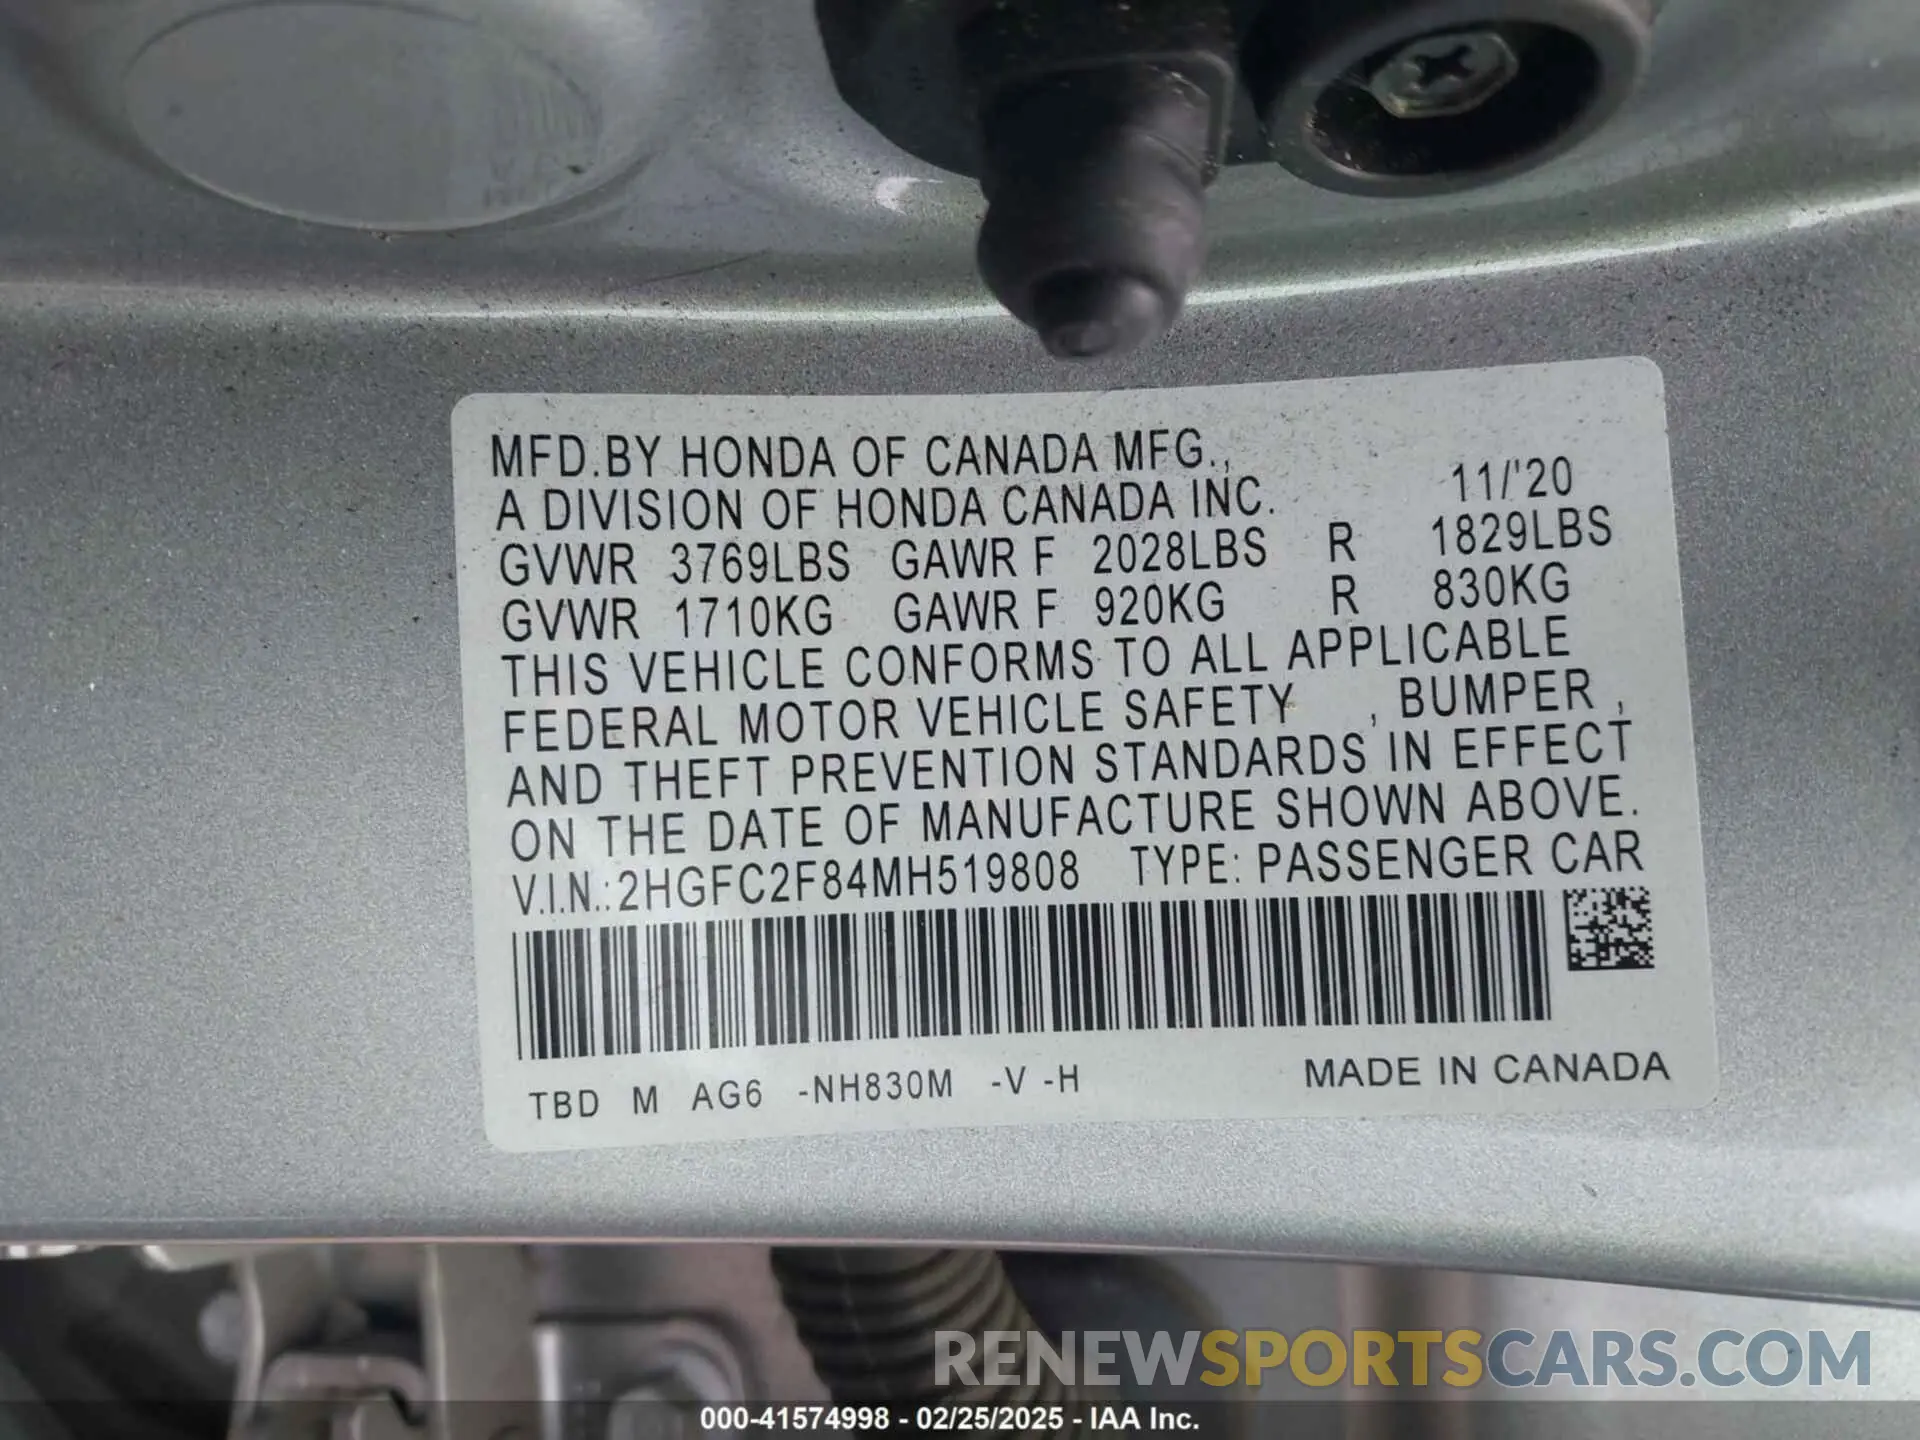 MFD.BY HONDA OF CANADA MFG.,
A DIVISION OF HONDA CANADA INC. 11/'20
GVWR 3769LBS GAWR F 2028LBS R 1829LBS
GVWR 1710KG GAWR F 920KG R 830KG
THIS VEHICLE CONFORMS TO ALL APPLICABLE
FEDERAL MOTOR VEHICLE SAFETY , BUMPER ,
AND THEFT PREVENTION STANDARDS IN EFFECT
ON THE DATE OF MANUFACTURE SHOWN ABOVE.
V.I.N.:2HGFC2F84MH519808 TYPE: PASSENGER CAR
TBD M AG6 -NH830M -V -H MADE IN CANADA
RENEWSPORTSCARS.COM
000-41574998 - 02/25/2025 - IAA Inc.